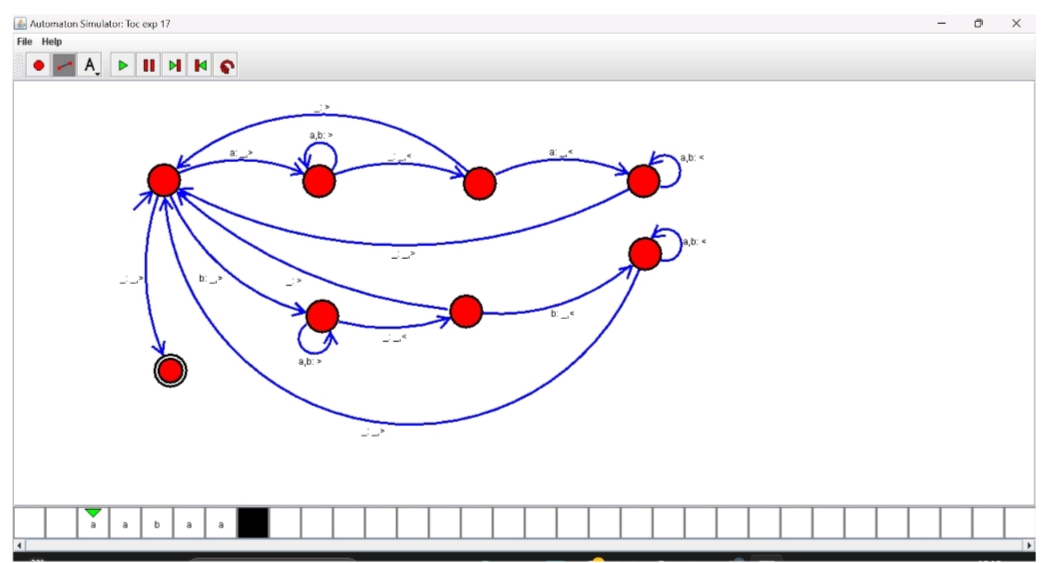 Automaton Simulator: Toc exp 17
File Help
A
_: >
a,b: >
a: _,>
_: _,<
a: _,<
a,b: <
_: _,>
a,b: <
_: _,>
b: _,>
_: >
b: _,<
_: _,<
a,b: >
_: _,>
a a b a a